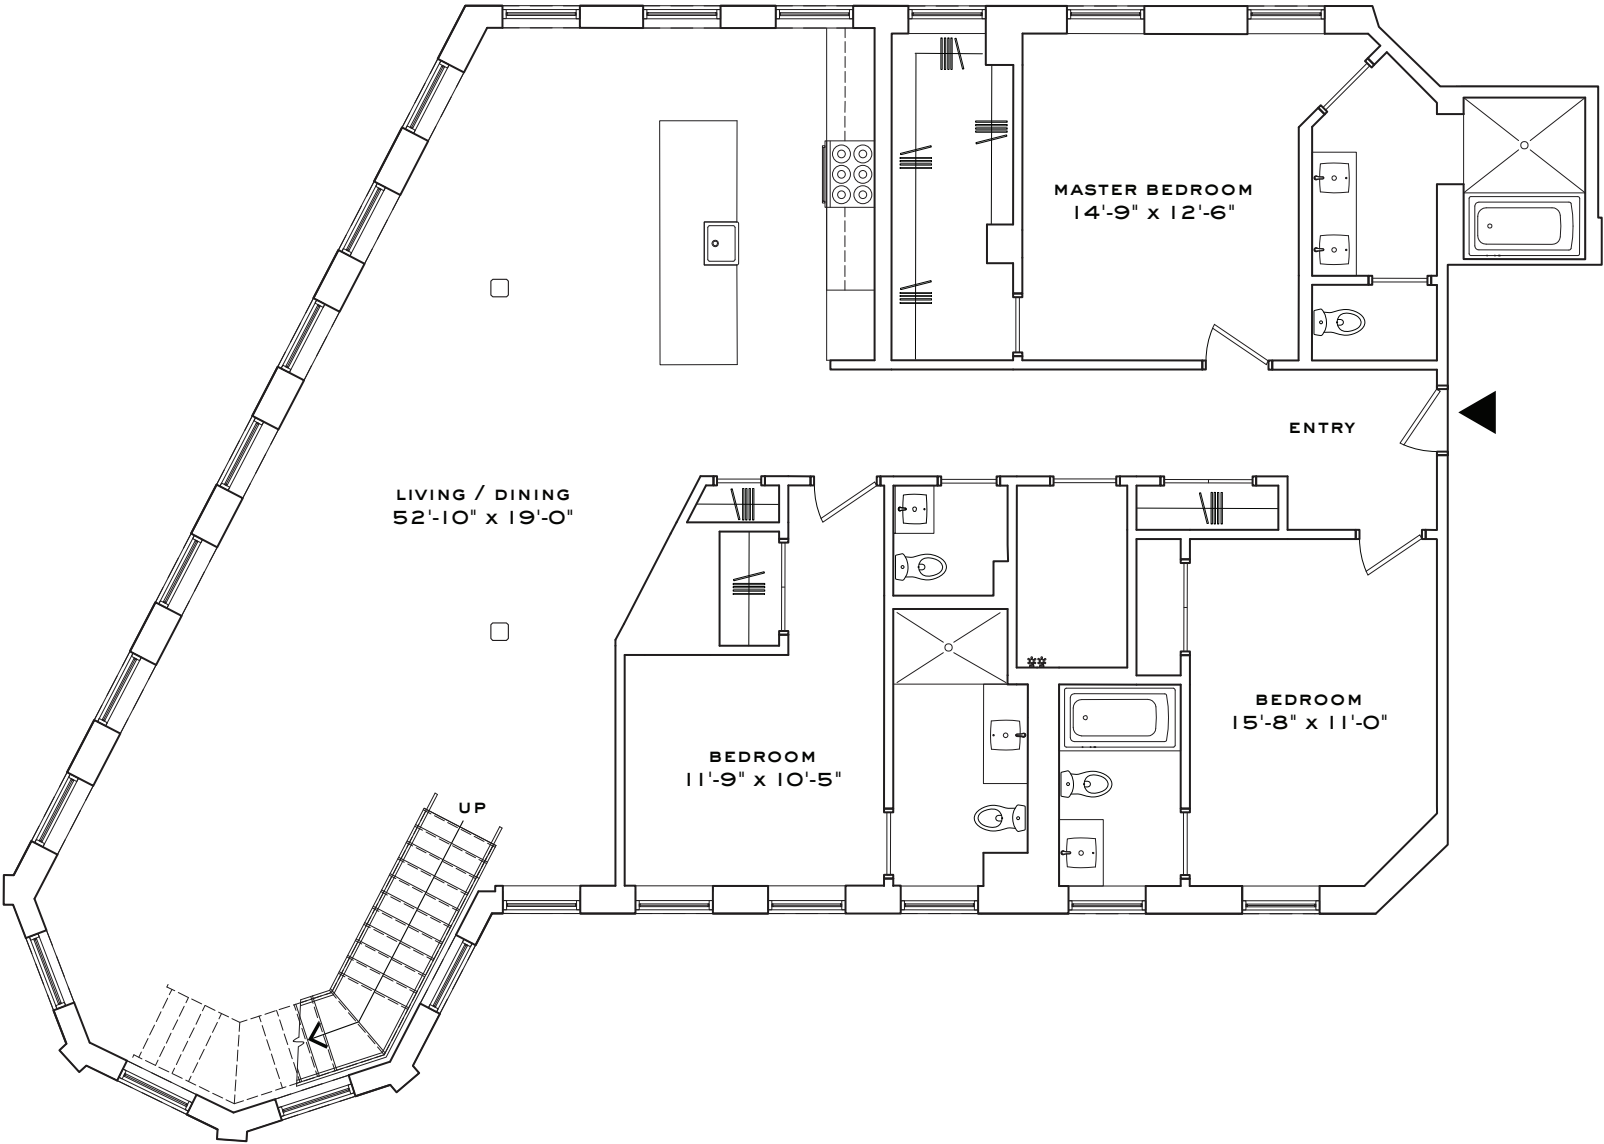 MASTER BEDROOM
14'-9" x 12'-6"
ENTRY
LIVING / DINING
52'-10" x 19'-0"
BEDROOM
15'-8" x 11'-0"
BEDROOM
11'-9" x 10'-5"
UP